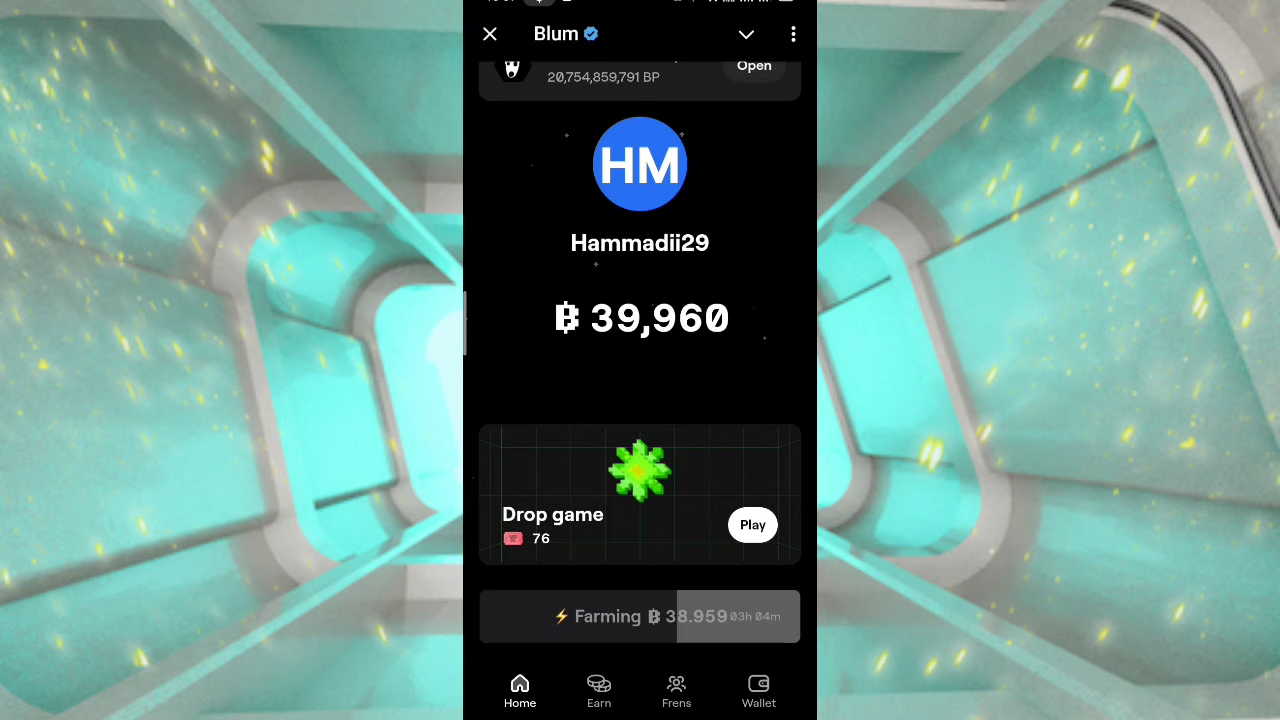 Blum
20,754,859,791 BP
Open
HM
Hammadii29
39,960
Drop game
76
Play
Farming 38.959 03h 04m
Home
Earn
Frens
Wallet